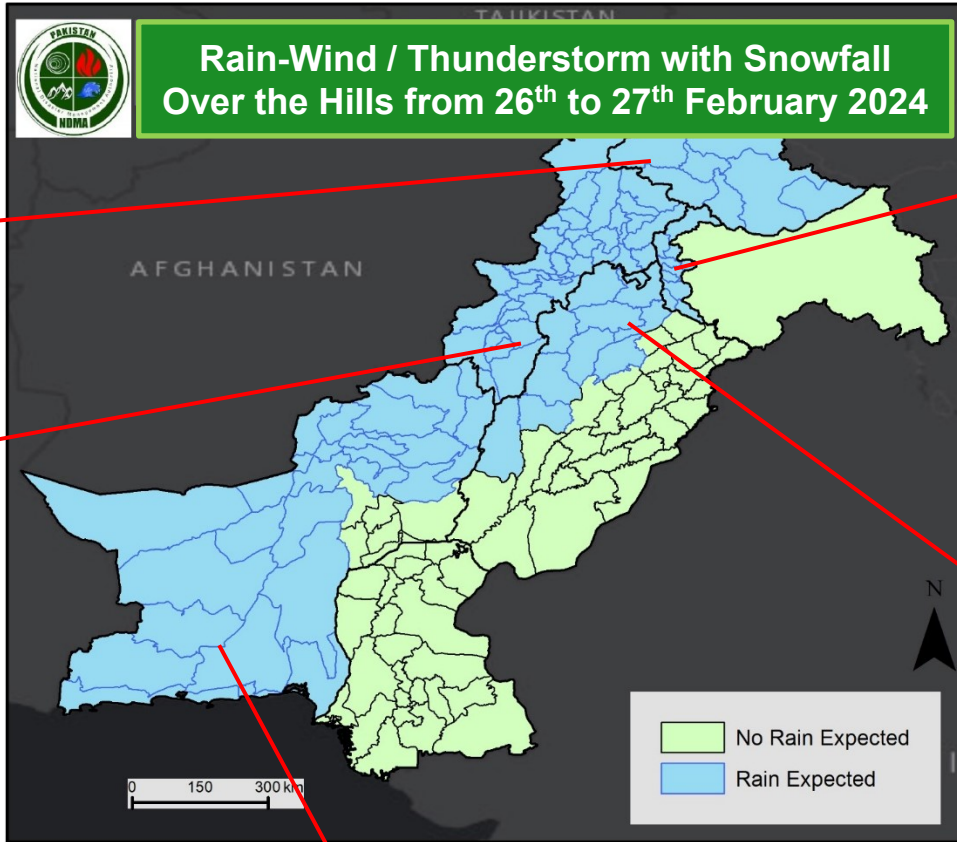 TAJIKISTAN
PAKISTAN
NDMA
Rain-Wind / Thunderstorm with Snowfall
Over the Hills from 26th to 27th February 2024
AFGHANISTAN
N
No Rain Expected
Rain Expected
0 150 300 km
I